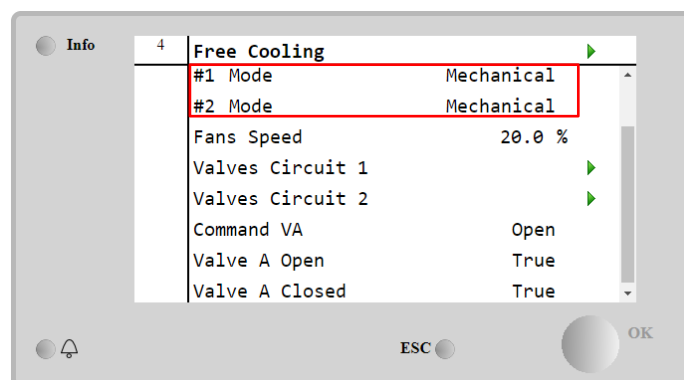 Info
4 Free Cooling
#1 Mode Mechanical
#2 Mode Mechanical
Fans Speed 20.0 %
Valves Circuit 1
Valves Circuit 2
Command VA Open
Valve A Open True
Valve A Closed True
ESC OK